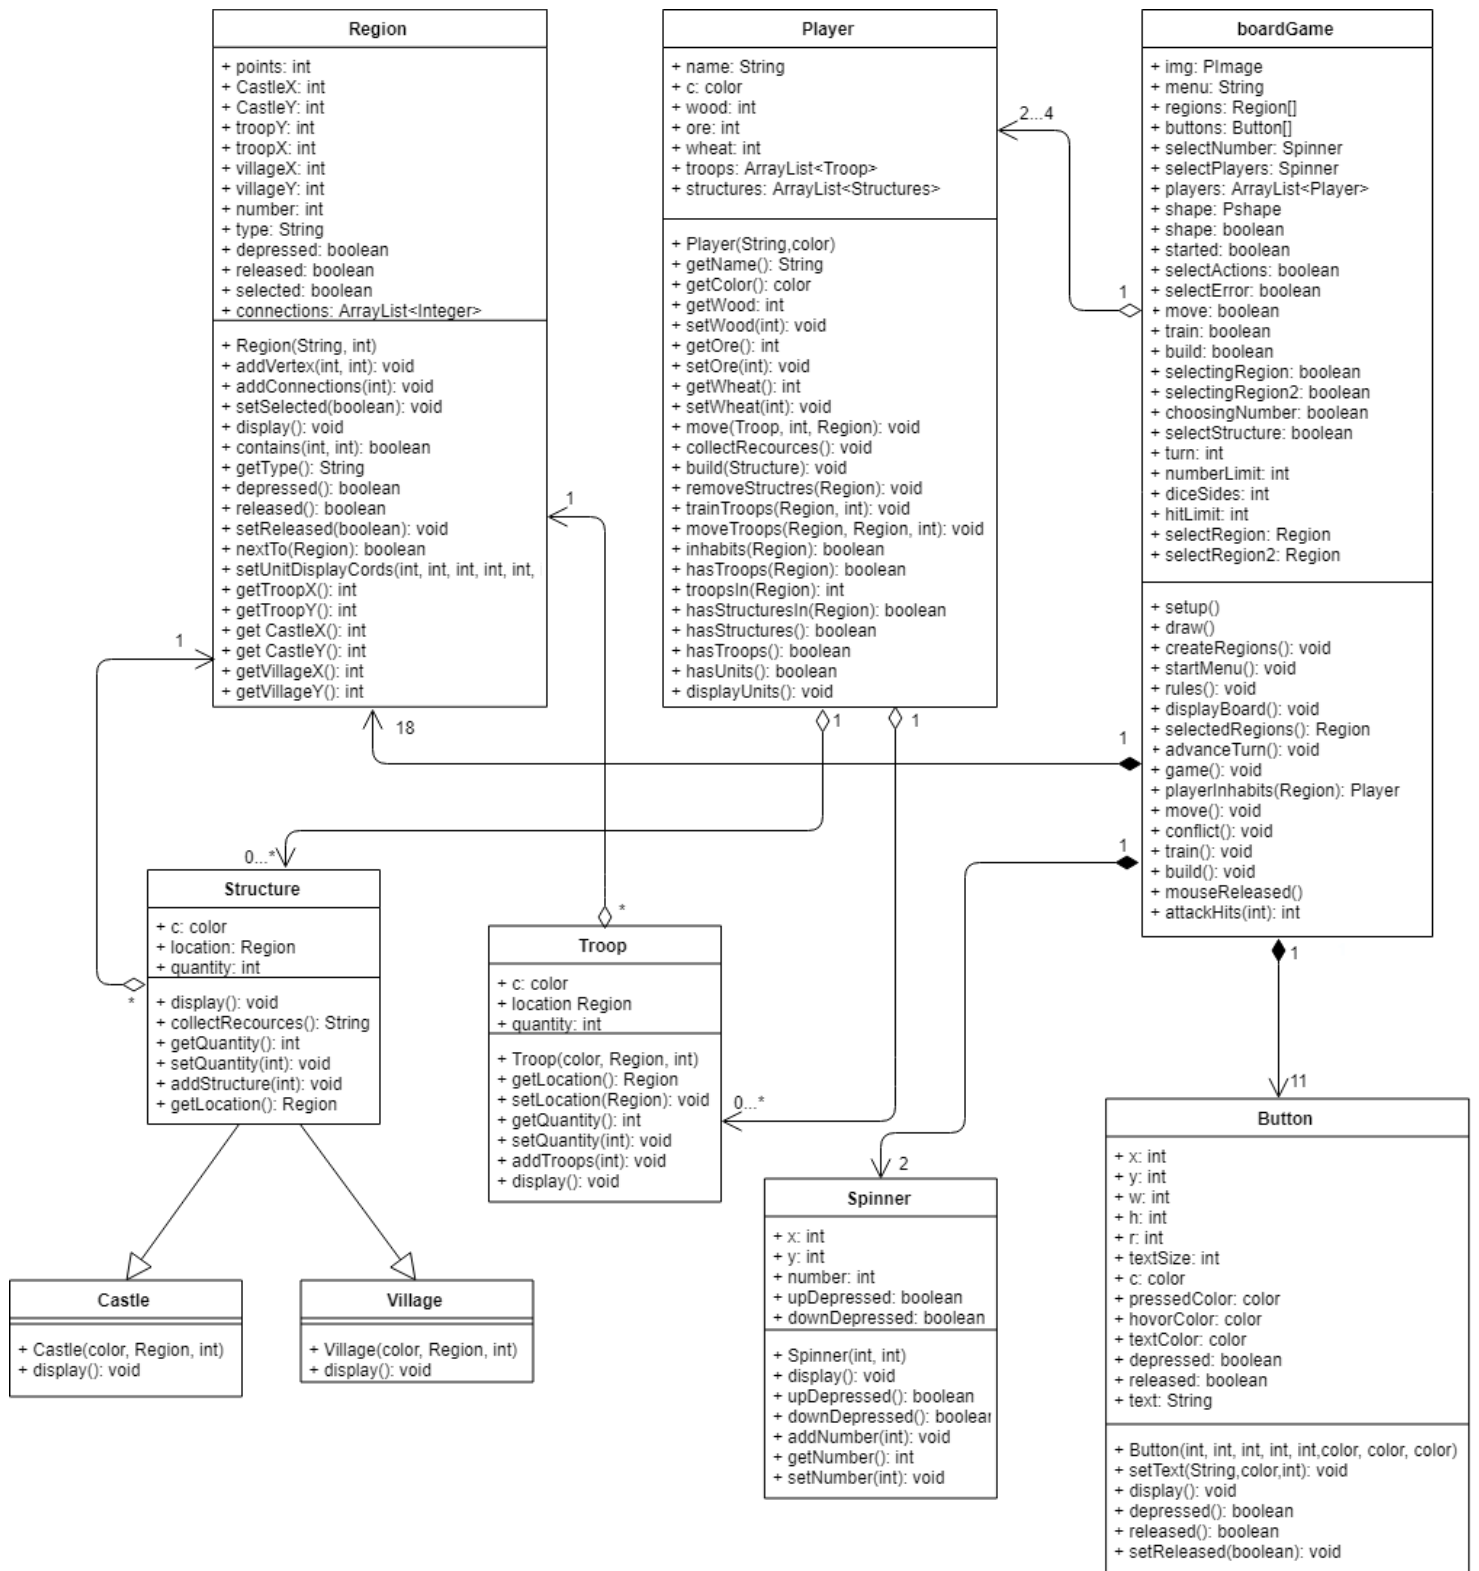 Region
+ points: int
+ CastleX: int
+ CastleY: int
+ troopY: int
+ troopX: int
+ villageX: int
+ villageY: int
+ number: int
+ type: String
+ depressed: boolean
+ released: boolean
+ selected: boolean
+ connections: ArrayList<Integer>
+ Region(String, int)
+ addVertex(int, int): void
+ addConnections(int): void
+ setSelected(boolean): void
+ display(): void
+ contains(int, int): boolean
+ getType(): String
+ depressed(): boolean
+ released(): boolean
+ setReleased(boolean): void
+ nextTo(Region): boolean
+ setUnitDisplayCords(int, int, int, int, int,
+ getTroopX(): int
+ getTroopY(): int
+ get CastleX(): int
+ get CastleY(): int
+ getVillageX(): int
+ getVillageY(): int
Player
+ name: String
+ c: color
+ wood: int
+ ore: int
+ wheat: int
+ troops: ArrayList<Troop>
+ structures: ArrayList<Structures>
+ Player(String,color)
+ getName(): String
+ getColor(): color
+ getWood: int
+ setWood(int): void
+ getOre(): int
+ setOre(int): void
+ getWheat(): int
+ setWheat(int): void
+ move(Troop, int, Region): void
+ collectRecources(): void
+ build(Structure): void
+ removeStructres(Region): void
+ trainTroops(Region, int): void
+ moveTroops(Region, Region, int): void
+ inhabits(Region): boolean
+ hasTroops(Region): boolean
+ troopsIn(Region): int
+ hasStructuresIn(Region): boolean
+ hasStructures(): boolean
+ hasTroops(): boolean
+ hasUnits(): boolean
+ displayUnits(): void
boardGame
+ img: PImage
+ menu: String
+ regions: Region[]
+ buttons: Button[]
+ selectNumber: Spinner
+ selectPlayers: Spinner
+ players: ArrayList<Player>
+ shape: Pshape
+ shape: boolean
+ started: boolean
+ selectActions: boolean
+ selectError: boolean
+ move: boolean
+ train: boolean
+ build: boolean
+ selectingRegion: boolean
+ selectingRegion2: boolean
+ choosingNumber: boolean
+ selectStructure: boolean
+ turn: int
+ numberLimit: int
+ diceSides: int
+ hitLimit: int
+ selectRegion: Region
+ selectRegion2: Region
+ setup()
+ draw()
+ createRegions(): void
+ startMenu(): void
+ rules(): void
+ displayBoard(): void
+ selectedRegions(): Region
+ advanceTurn(): void
+ game(): void
+ playerInhabits(Region): Player
+ move(): void
+ conflict(): void
+ train(): void
+ build(): void
+ mouseReleased()
+ attackHits(int): int
2...4
1
1
1
18
1
1
1
1
1
0...*
*
*
0...*
2
11
Structure
+ c: color
+ location: Region
+ quantity: int
+ display(): void
+ collectRecources(): String
+ getQuantity(): int
+ setQuantity(int): void
+ addStructure(int): void
+ getLocation(): Region
Troop
+ c: color
+ location Region
+ quantity: int
+ Troop(color, Region, int)
+ getLocation(): Region
+ setLocation(Region): void
+ getQuantity(): int
+ setQuantity(int): void
+ addTroops(int): void
+ display(): void
Castle
+ Castle(color, Region, int)
+ display(): void
Village
+ Village(color, Region, int)
+ display(): void
Spinner
+ x: int
+ y: int
+ number: int
+ upDepressed: boolean
+ downDepressed: boolean
+ Spinner(int, int)
+ display(): void
+ upDepressed(): boolean
+ downDepressed(): boolear
+ addNumber(int): void
+ getNumber(): int
+ setNumber(int): void
Button
+ x: int
+ y: int
+ w: int
+ h: int
+ r: int
+ textSize: int
+ c: color
+ pressedColor: color
+ hovorColor: color
+ textColor: color
+ depressed: boolean
+ released: boolean
+ text: String
+ Button(int, int, int, int, int,color, color, color)
+ setText(String,color,int): void
+ display(): void
+ depressed(): boolean
+ released(): boolean
+ setReleased(boolean): void